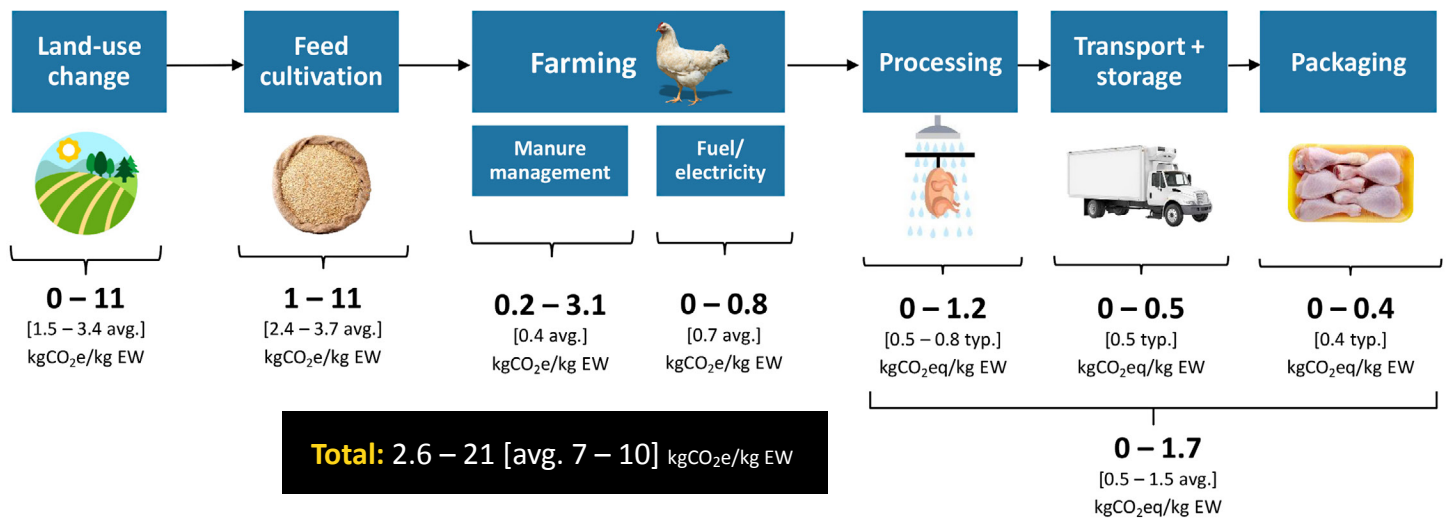 Land-use
change
Feed
cultivation
Farming
Processing
Transport +
storage
Packaging
Manure
management
Fuel/
electricity
0 – 11
[1.5 – 3.4 avg.]
kgCO₂e/kg EW
1 – 11
[2.4 – 3.7 avg.]
kgCO₂e/kg EW
0.2 – 3.1
[0.4 avg.]
kgCO₂e/kg EW
0 – 0.8
[0.7 avg.]
kgCO₂e/kg EW
0 – 1.2
[0.5 – 0.8 typ.]
kgCO₂eq/kg EW
0 – 0.5
[0.5 typ.]
kgCO₂eq/kg EW
0 – 0.4
[0.4 typ.]
kgCO₂eq/kg EW
Total: 2.6 – 21 [avg. 7 – 10] kgCO₂e/kg EW
0 – 1.7
[0.5 – 1.5 avg.]
kgCO₂eq/kg EW